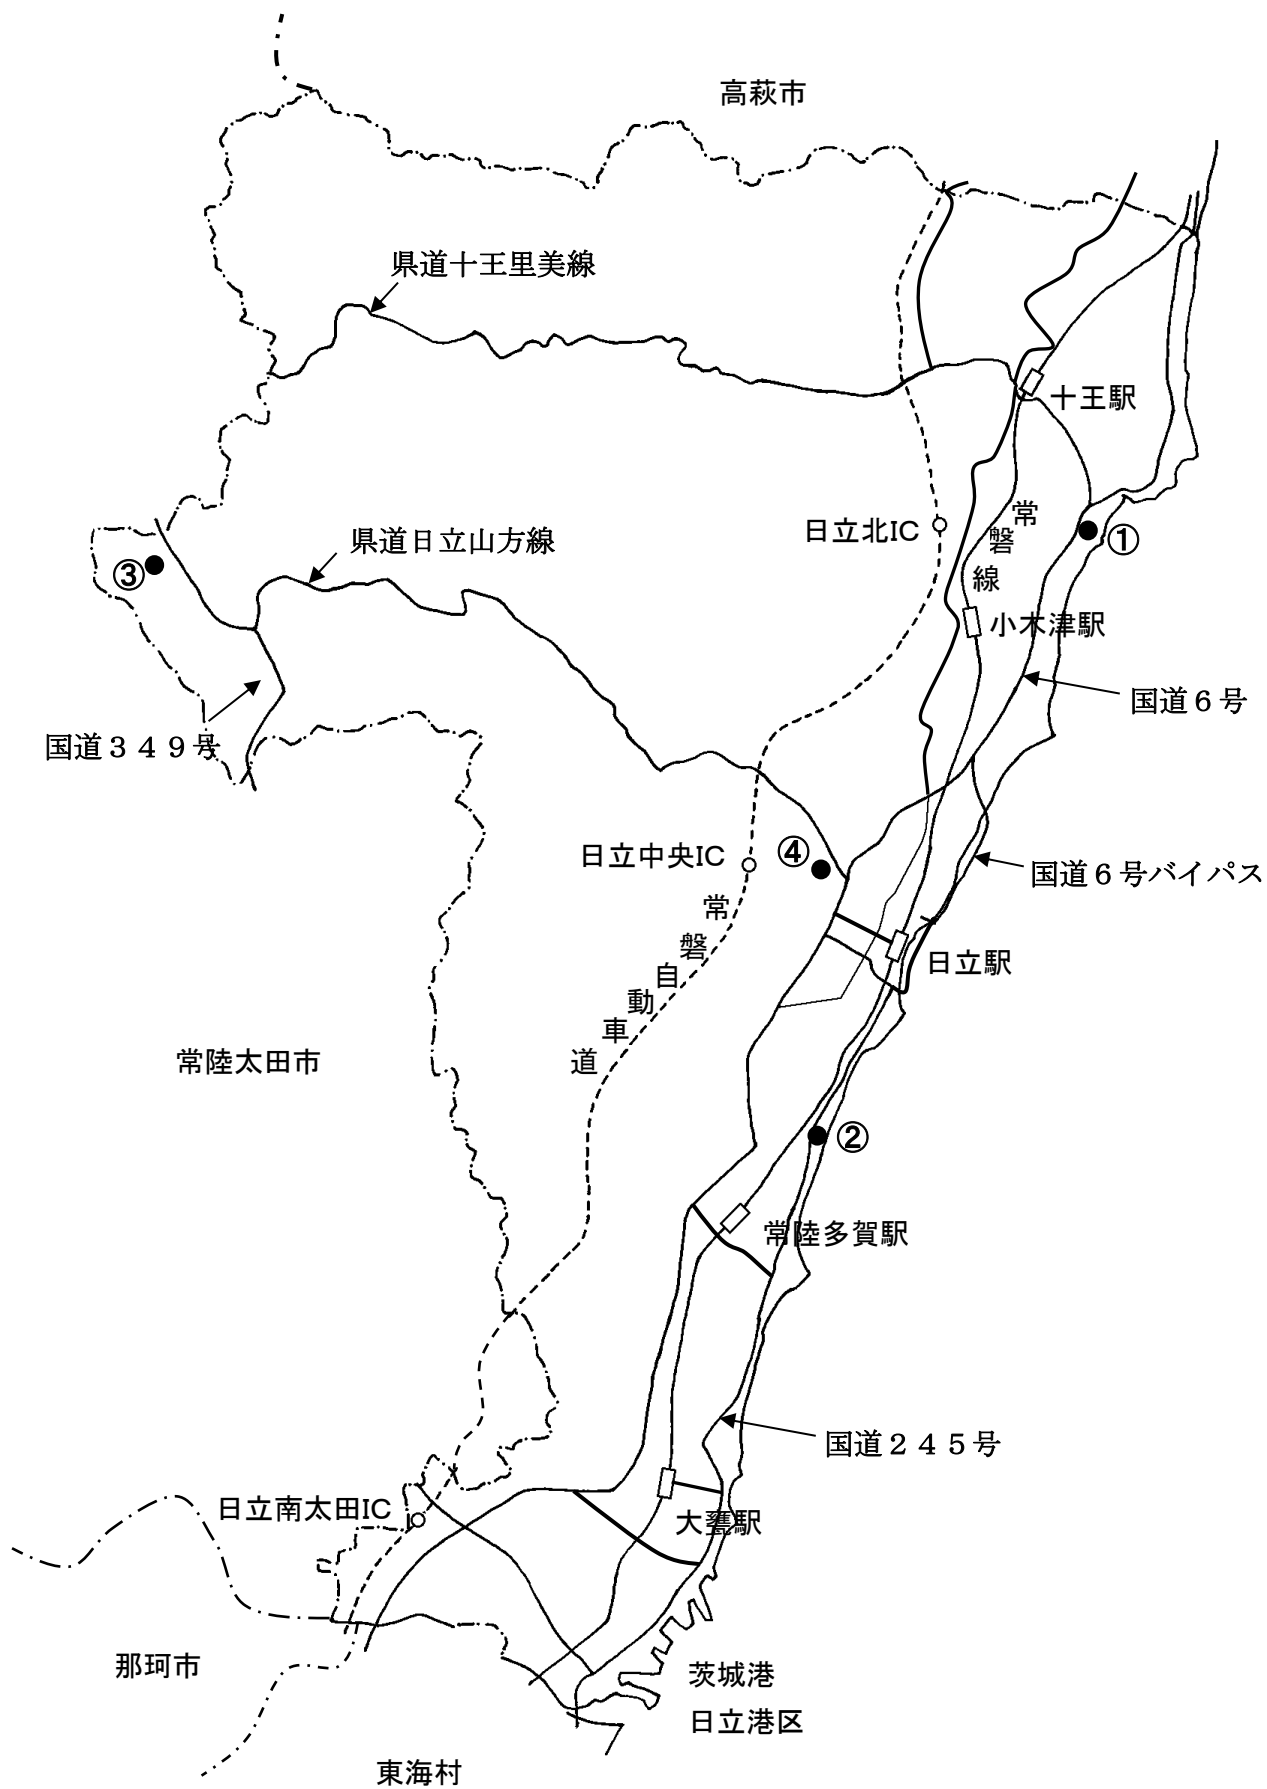 高萩市
県道十王里美線
十王駅
日立北IC
常磐線
①
県道日立山方線
③
小木津駅
国道６号
国道３４９号
日立中央IC
④
国道６号バイパス
常磐自動車道
日立駅
常陸太田市
②
常陸多賀駅
国道２４５号
日立南太田IC
大甕駅
那珂市
茨城港
日立港区
東海村